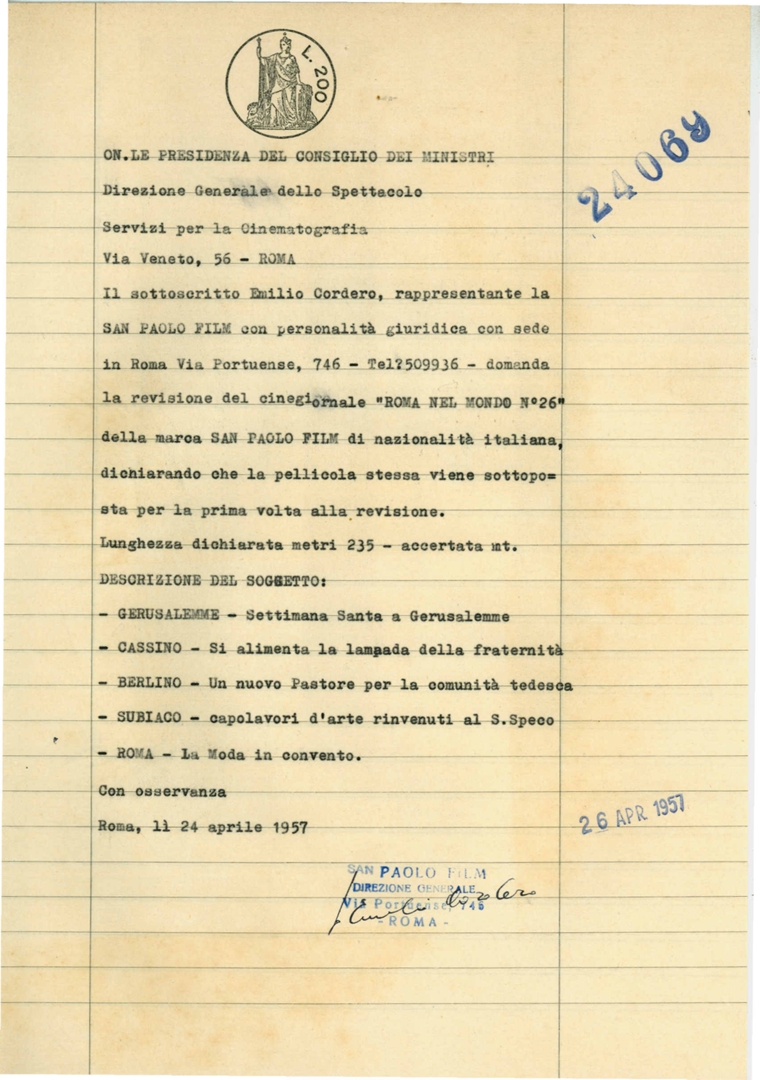 L. 200
24069
ON.LE PRESIDENZA DEL CONSIGLIO DEI MINISTRI
Direzione Generale dello Spettacolo
Servizi per la Cinematografia
Via Veneto, 56 - ROMA
Il sottoscritto Emilio Cordero, rappresentante la
SAN PAOLO FILM con personalità giuridica con sede
in Roma Via Portuense, 746 - Tel?509936 - domanda
la revisione del cinegiornale "ROMA NEL MONDO N°26"
della marca SAN PAOLO FILM di nazionalità italiana,
dichiarando che la pellicola stessa viene sottopo=
sta per la prima volta alla revisione.
Lunghezza dichiarata metri 235 - accertata mt.
DESCRIZIONE DEL SOGGETTO:
- GERUSALEMME - Settimana Santa a Gerusalemme
- CASSINO - Si alimenta la lampada della fraternità
- BERLINO - Un nuovo Pastore per la comunità tedesca
- SUBIACO - capolavori d'arte rinvenuti al S.Speco
- ROMA - La Moda in convento.
Con osservanza
Roma, lì 24 aprile 1957
26 APR 1957
SAN PAOLO FILM
DIREZIONE GENERALE
Via Portuense, 746
- ROMA -